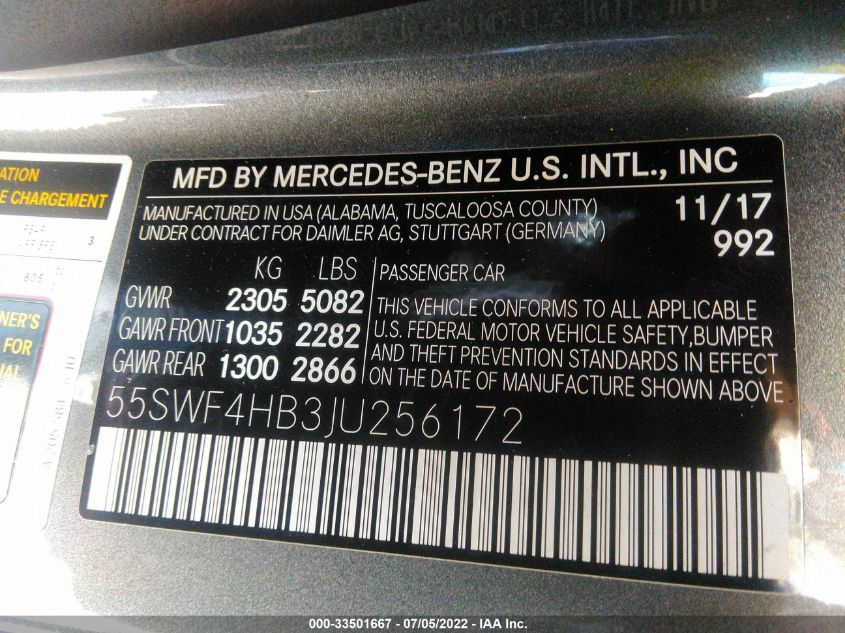 MFD BY MERCEDES-BENZ U.S. INTL., INC
MANUFACTURED IN USA (ALABAMA, TUSCALOOSA COUNTY) 11/17
UNDER CONTRACT FOR DAIMLER AG, STUTTGART (GERMANY) 992
KG LBS
GVWR 2305 5082
GAWR FRONT 1035 2282
GAWR REAR 1300 2866
PASSENGER CAR
THIS VEHICLE CONFORMS TO ALL APPLICABLE
U.S. FEDERAL MOTOR VEHICLE SAFETY, BUMPER
AND THEFT PREVENTION STANDARDS IN EFFECT
ON THE DATE OF MANUFACTURE SHOWN ABOVE
55SWF4HB3JU256172
CHARGEMENT
3
FOR
000-33501667 - 07/05/2022 - IAA Inc.